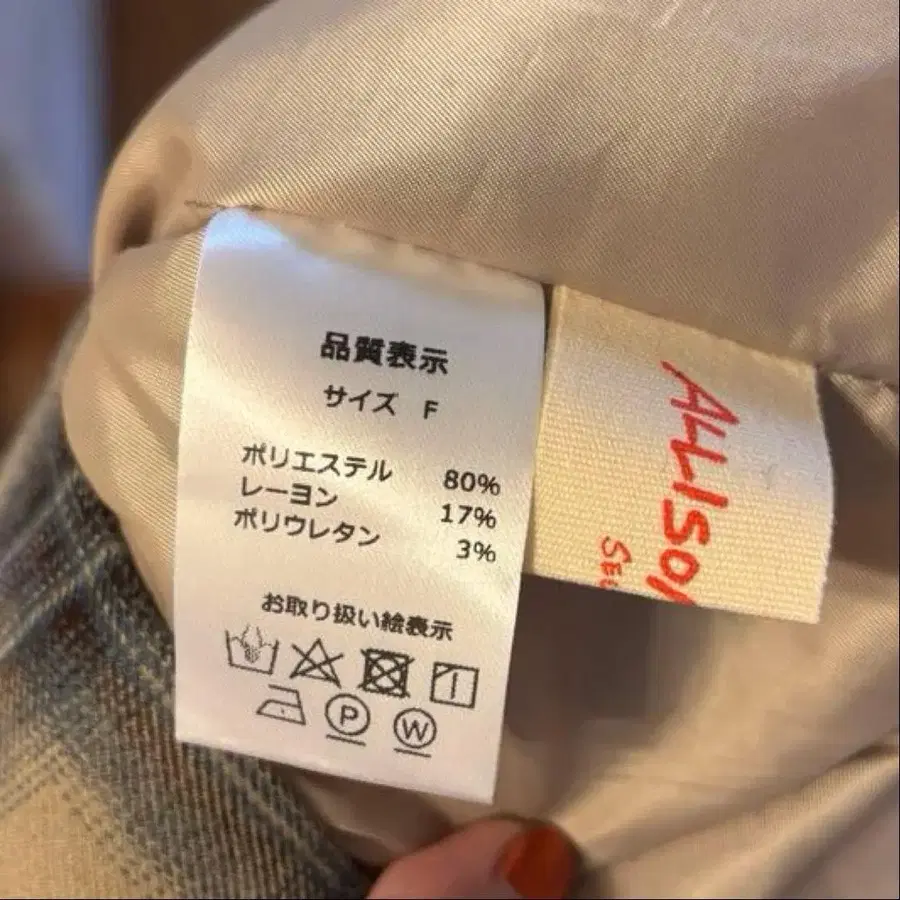 品質表示
サイズ F
ポリエステル 80%
レーヨン 17%
ポリウレタン 3%
お取り扱い絵表示
P
W
ALLISON